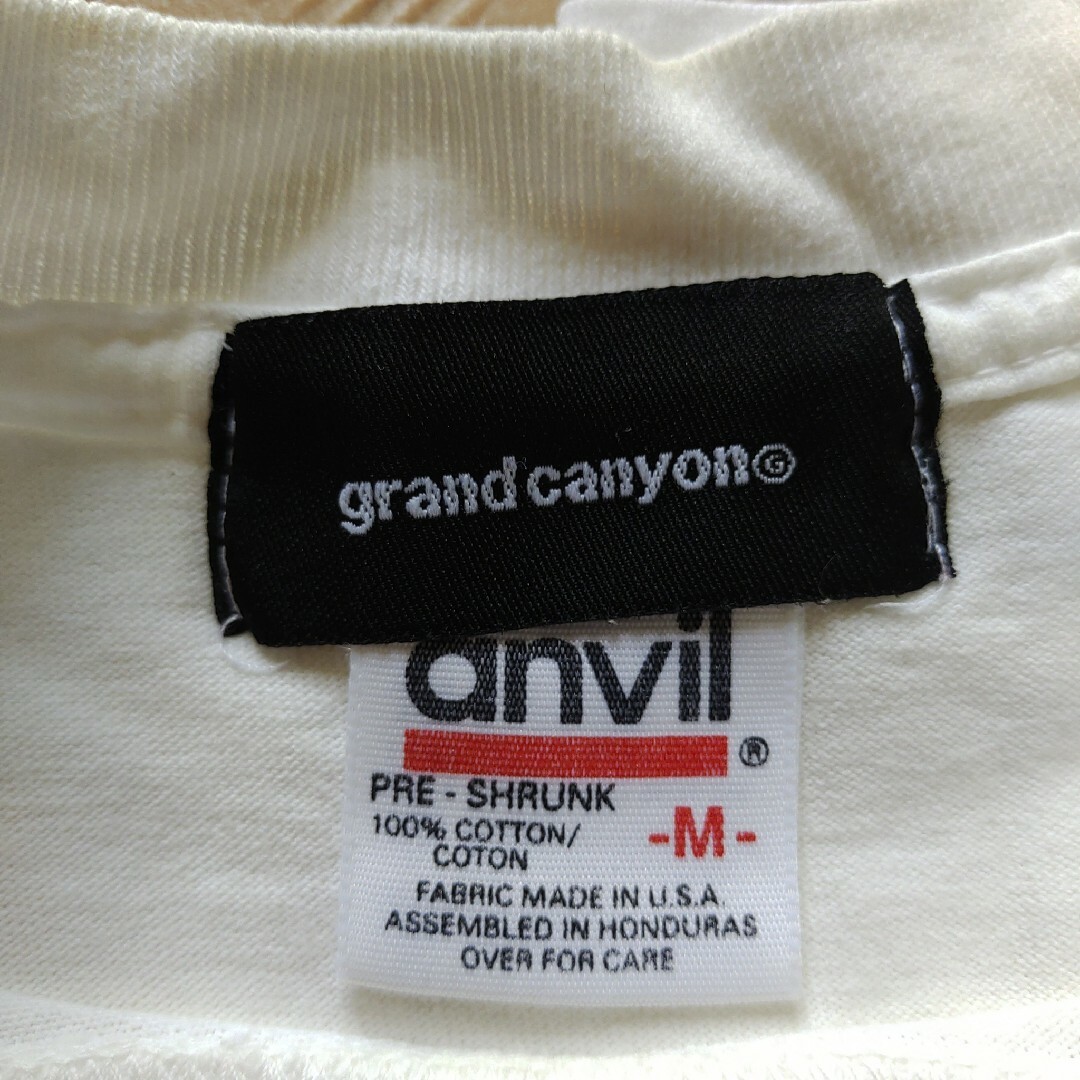 grand canyon G
anvil ®
PRE - SHRUNK
100% COTTON/
COTON
-M-
FABRIC MADE IN U.S.A.
ASSEMBLED IN HONDURAS
OVER FOR CARE